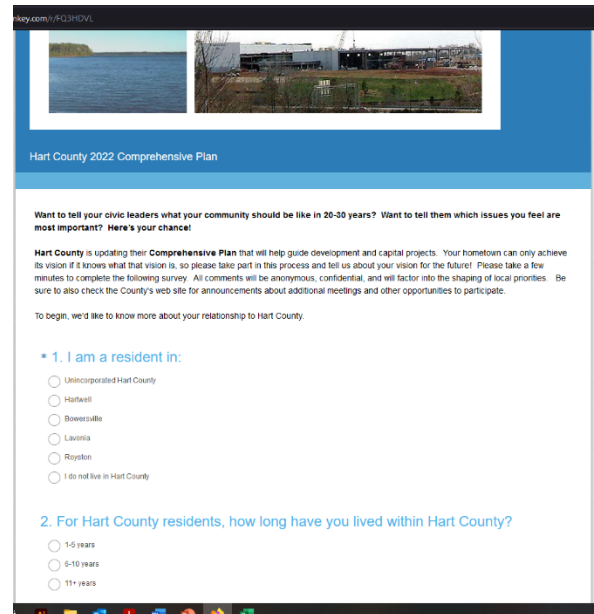 nkey.com/r/FQ3HDVL
Hart County 2022 Comprehensive Plan
Want to tell your civic leaders what your community should be like in 20-30 years? Want to tell them which issues you feel are
most important? Here's your chance!
Hart County is updating their Comprehensive Plan that will help guide development and capital projects. Your hometown can only achieve
its vision if it knows what that vision is, so please take part in this process and tell us about your vision for the future! Please take a few
minutes to complete the following survey. All comments will be anonymous, confidential, and will factor into the shaping of local priorities. Be
sure to also check the County's web site for announcements about additional meetings and other opportunities to participate.
To begin, we'd like to know more about your relationship to Hart County.
* 1. I am a resident in:
Unincorporated Hart County
Hartwell
Bowersville
Lavonia
Royston
I do not live in Hart County
2. For Hart County residents, how long have you lived within Hart County?
1-5 years
6-10 years
11+ years